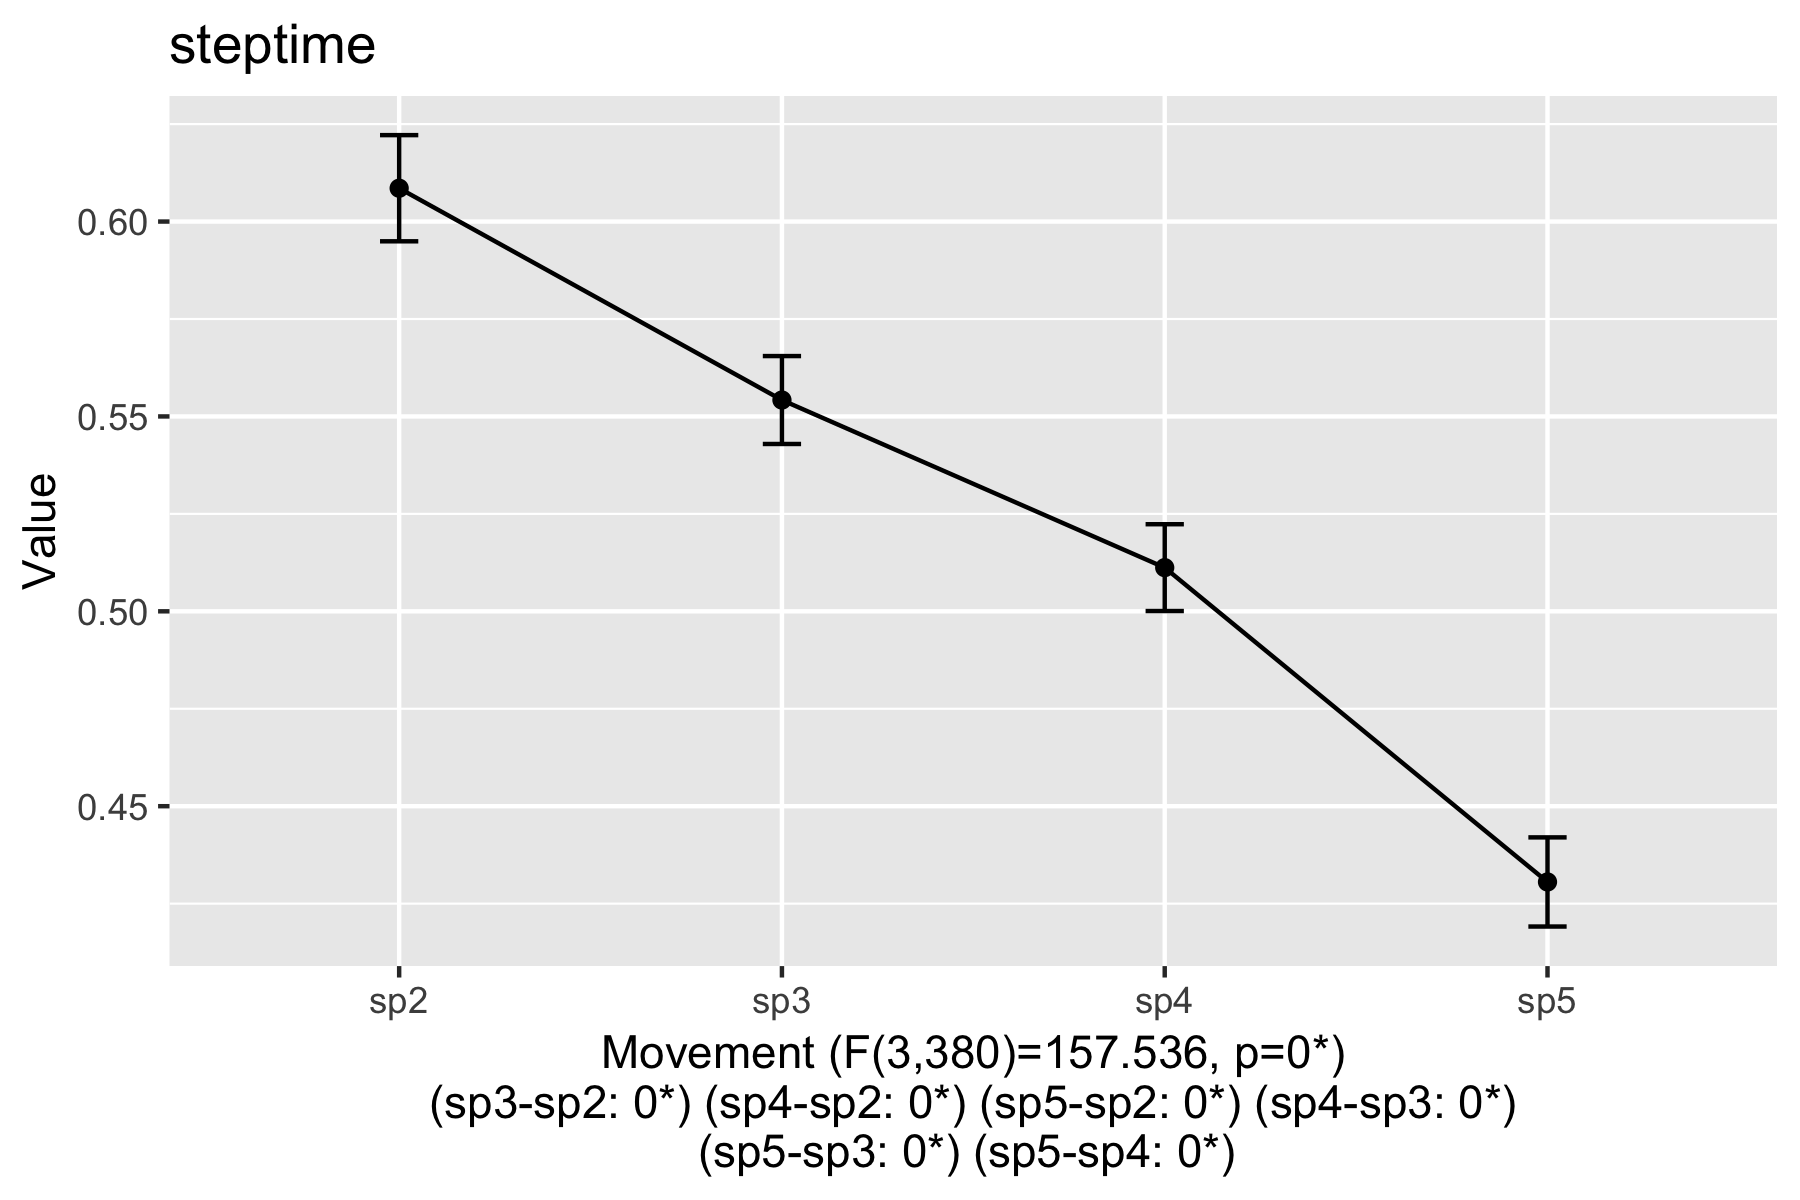 steptime
Value
0.60
0.55
0.50
0.45
sp2 sp3 sp4 sp5
Movement (F(3,380)=157.536, p=0*)
(sp3-sp2: 0*) (sp4-sp2: 0*) (sp5-sp2: 0*) (sp4-sp3: 0*)
(sp5-sp3: 0*) (sp5-sp4: 0*)